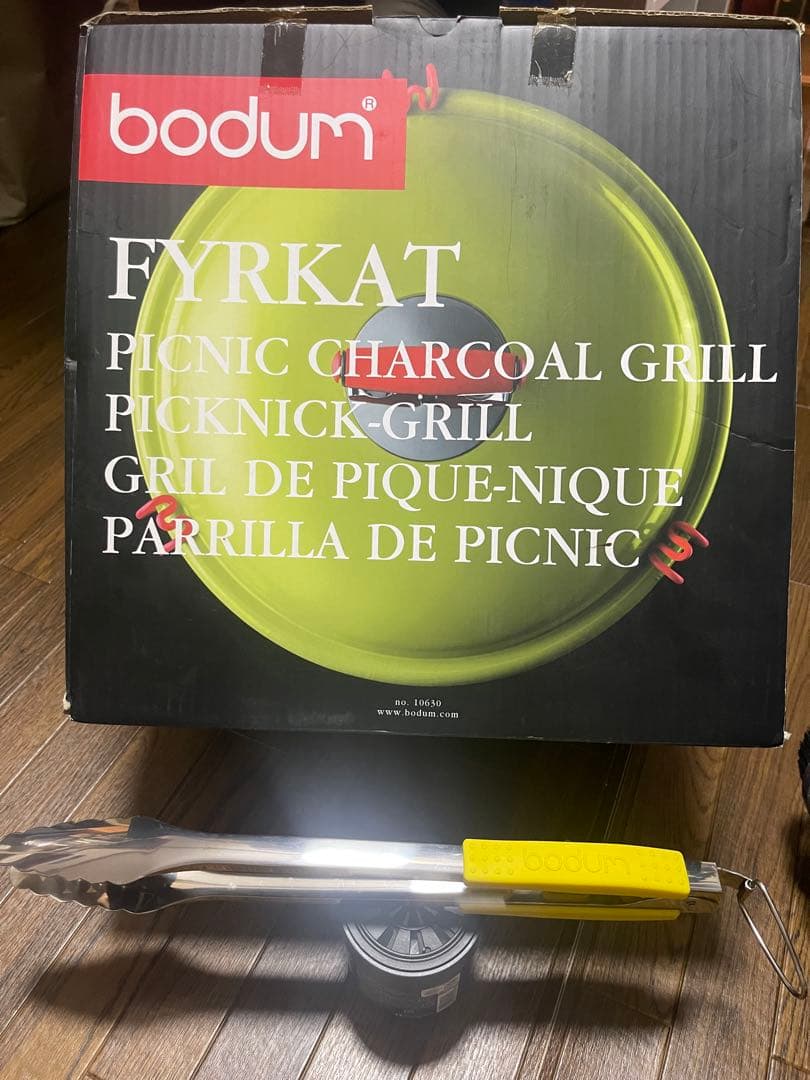 bodum®
FYRKAT
PICNIC CHARCOAL GRILL
PICKNICK-GRILL
GRIL DE PIQUE-NIQUE
PARRILLA DE PICNIC
no. 10630
www.bodum.com
bodum